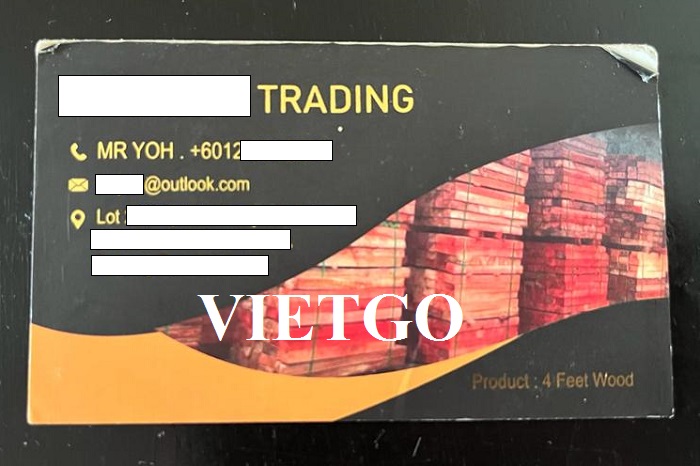 TRADING
MR YOH . +6012
@outlook.com
Lot
VIETGO
Product : 4 Feet Wood